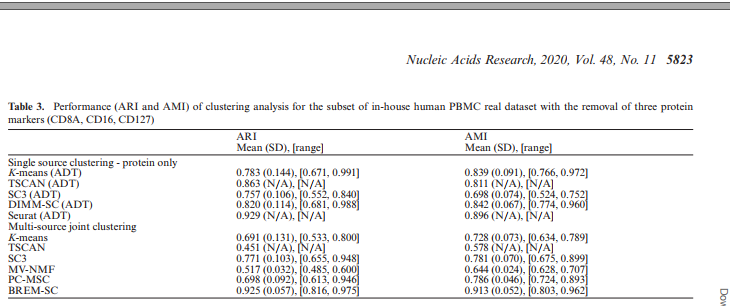 Nucleic Acids Research, 2020, Vol. 48, No. 11 5823
Table 3. Performance (ARI and AMI) of clustering analysis for the subset of in-house human PBMC real dataset with the removal of three protein
markers (CD8A, CD16, CD127)
ARI AMI
Mean (SD), [range] Mean (SD), [range]
Single source clustering - protein only
K-means (ADT) 0.783 (0.144), [0.671, 0.991] 0.839 (0.091), [0.766, 0.972]
TSCAN (ADT) 0.863 (N/A), [N/A] 0.811 (N/A), [N/A]
SC3 (ADT) 0.757 (0.106), [0.552, 0.840] 0.698 (0.074), [0.524, 0.752]
DIMM-SC (ADT) 0.820 (0.114), [0.681, 0.988] 0.842 (0.067), [0.774, 0.960]
Seurat (ADT) 0.929 (N/A), [N/A] 0.896 (N/A), [N/A]
Multi-source joint clustering
K-means 0.691 (0.131), [0.533, 0.800] 0.728 (0.073), [0.634, 0.789]
TSCAN 0.451 (N/A), [N/A] 0.578 (N/A), [N/A]
SC3 0.771 (0.103), [0.655, 0.948] 0.781 (0.070), [0.675, 0.899]
MV-NMF 0.517 (0.032), [0.485, 0.600] 0.644 (0.024), [0.628, 0.707]
PC-MSC 0.698 (0.092), [0.613, 0.946] 0.786 (0.046), [0.724, 0.893]
BREM-SC 0.925 (0.057), [0.816, 0.975] 0.913 (0.052), [0.803, 0.962]